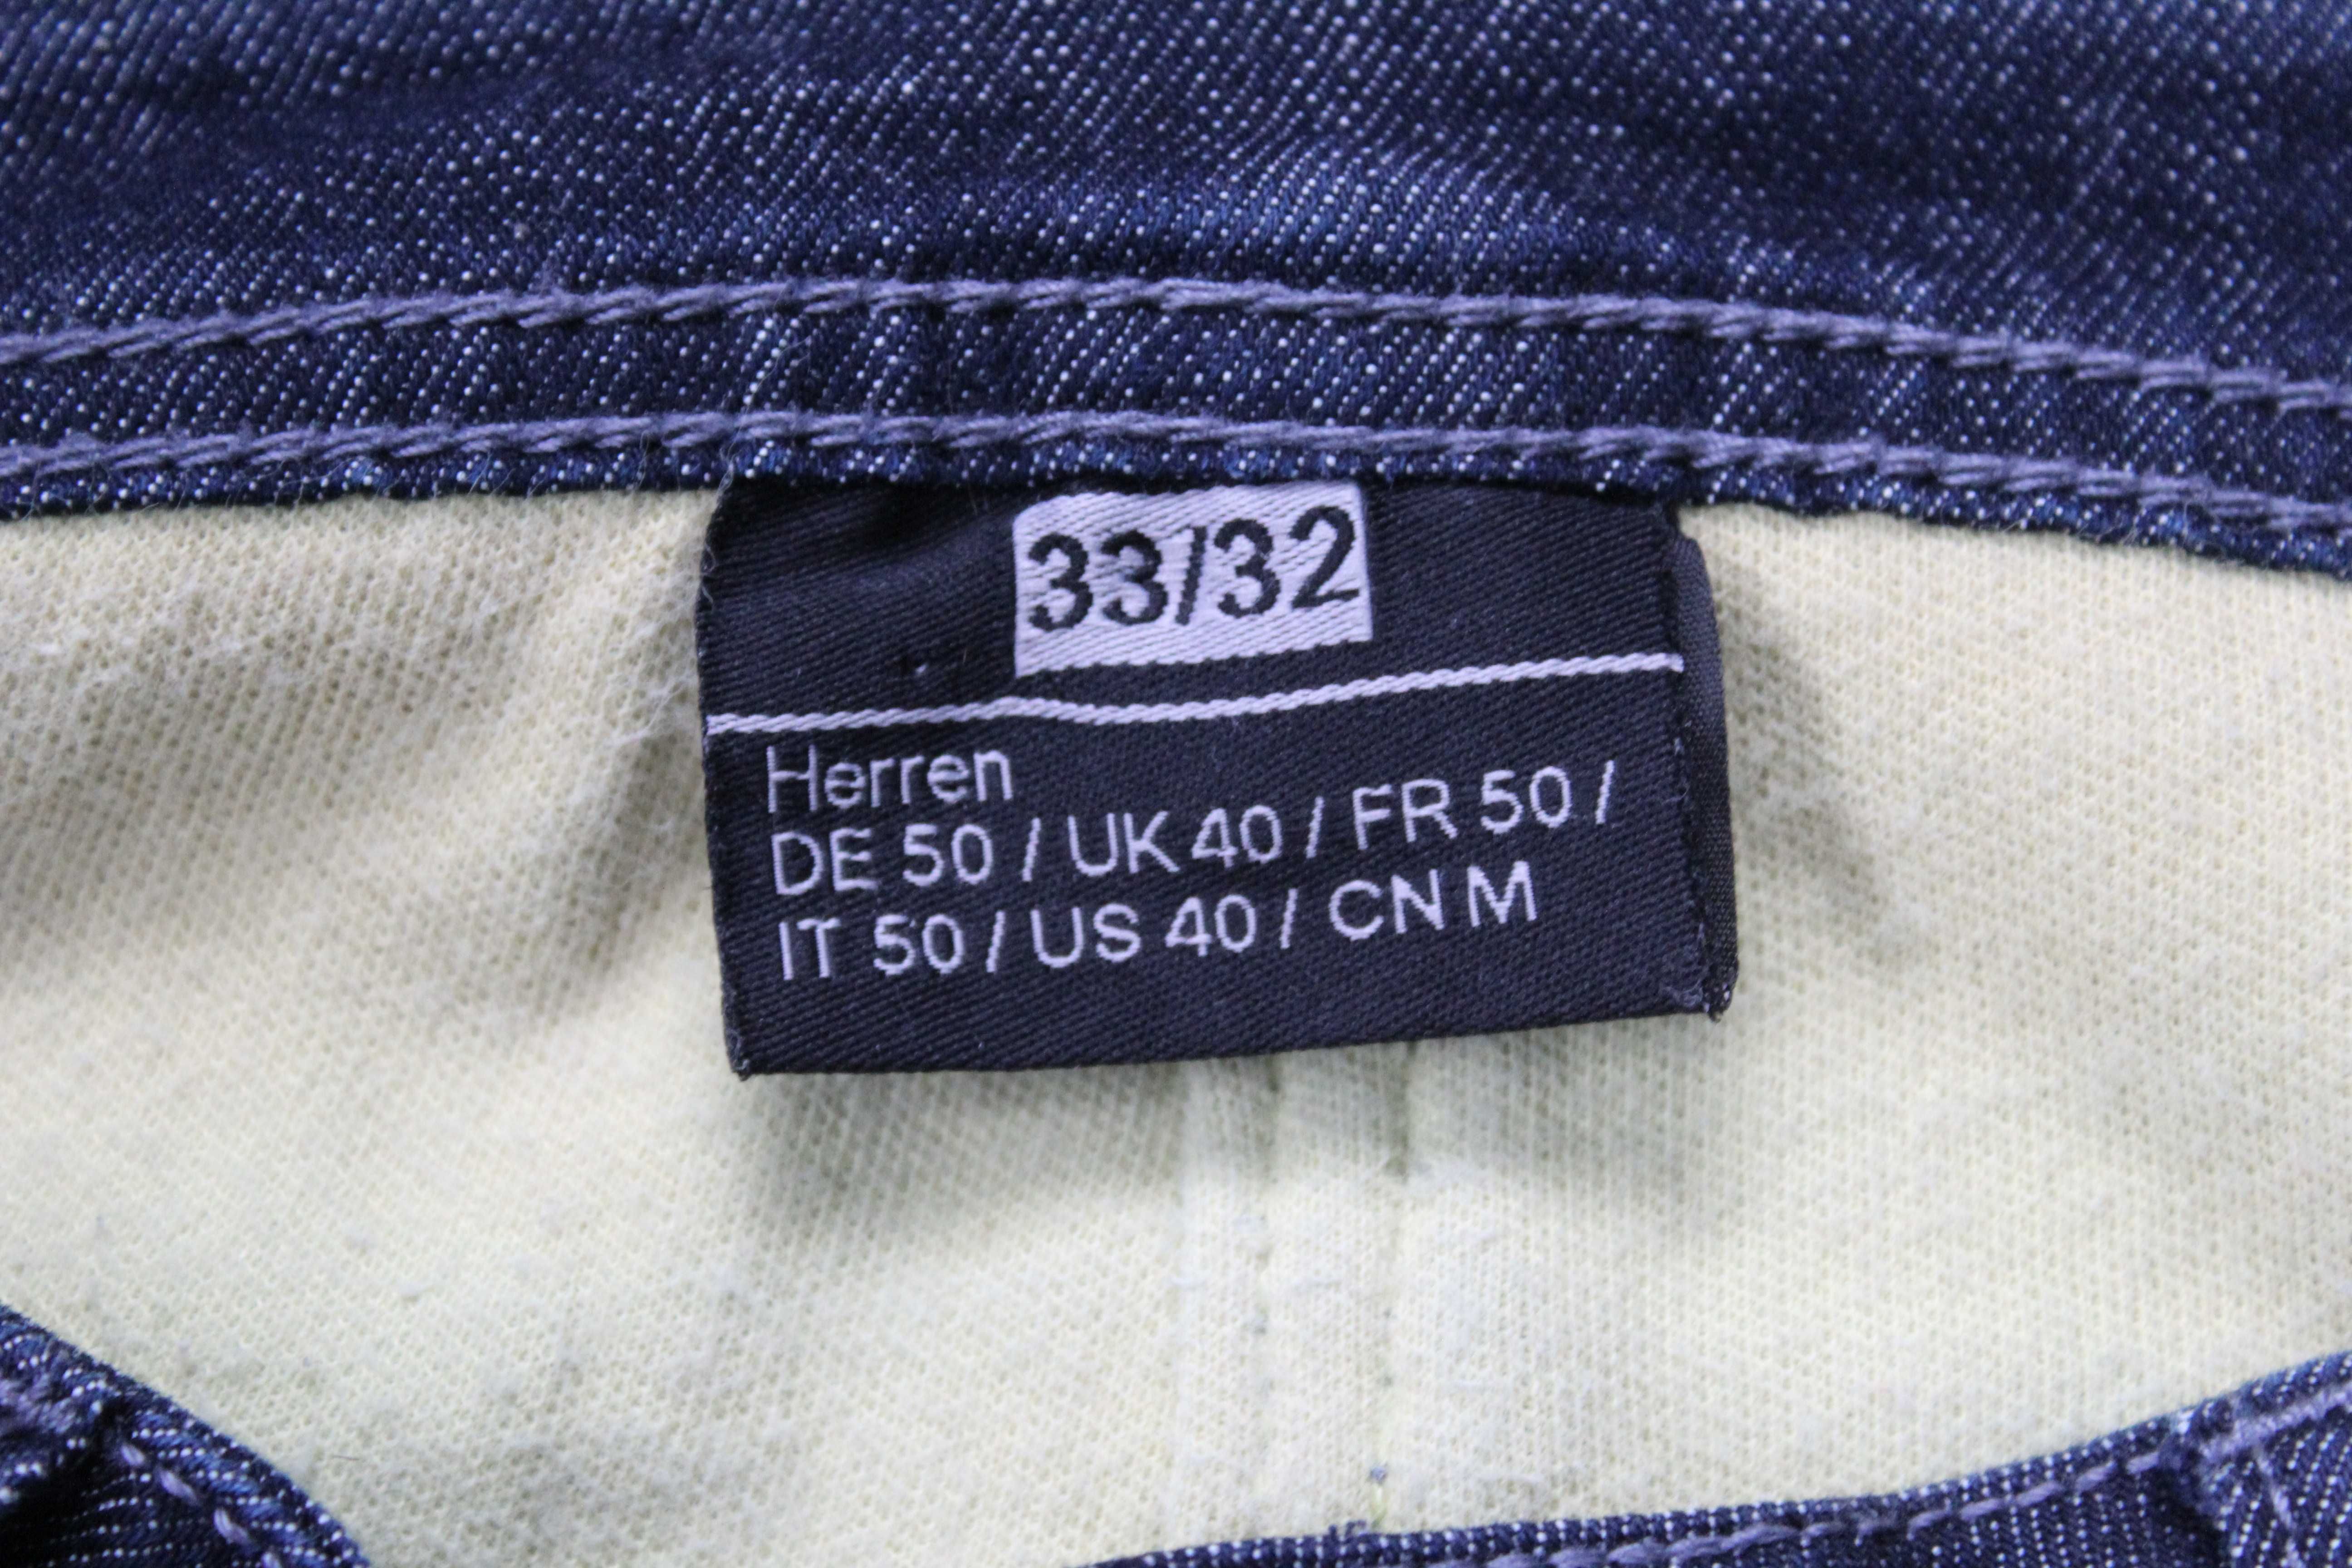 33/32
Herren
DE 50 / UK 40 / FR 50 /
IT 50 / US 40 / CN M